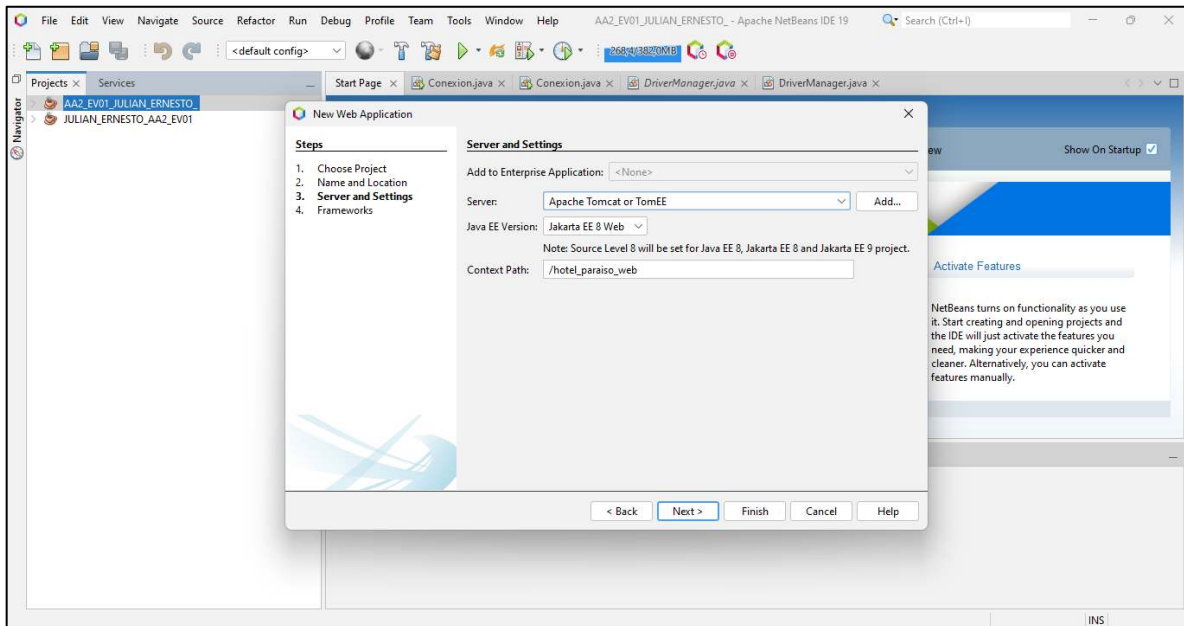 File Edit View Navigate Source Refactor Run Debug Profile Team Tools Window Help AA2_EV01_JULIAN_ERNESTO_ - Apache NetBeans IDE 19 Search (Ctrl+I)
<default config> 268,4/382,0MB
Projects Services Start Page Conexion.java Conexion.java DriverManager.java DriverManager.java
Navigator
AA2_EV01_JULIAN_ERNESTO_
JULIAN_ERNESTO_AA2_EV01
New Web Application
Steps
1. Choose Project
2. Name and Location
3. Server and Settings
4. Frameworks
Server and Settings
Add to Enterprise Application: <None>
Server: Apache Tomcat or TomEE Add...
Java EE Version: Jakarta EE 8 Web
Note: Source Level 8 will be set for Java EE 8, Jakarta EE 8 and Jakarta EE 9 project.
Context Path: /hotel_paraiso_web
< Back Next > Finish Cancel Help
ew Show On Startup
Activate Features
NetBeans turns on functionality as you use
it. Start creating and opening projects and
the IDE will just activate the features you
need, making your experience quicker and
cleaner. Alternatively, you can activate
features manually.
INS